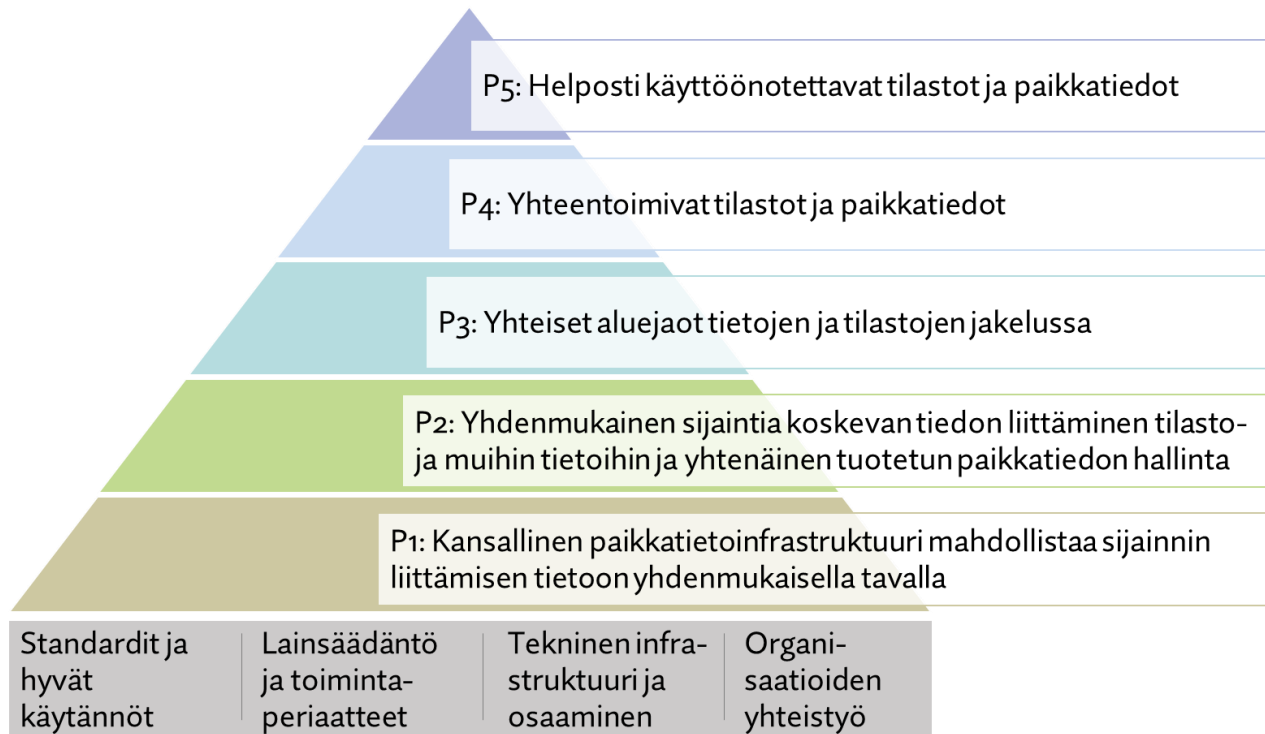 P5: Helposti käyttöönotettavat tilastot ja paikkatiedot
P4: Yhteentoimivat tilastot ja paikkatiedot
P3: Yhteiset aluejaot tietojen ja tilastojen jakelussa
P2: Yhdenmukainen sijaintia koskevan tiedon liittäminen tilasto-
ja muihin tietoihin ja yhtenäinen tuotetun paikkatiedon hallinta
P1: Kansallinen paikkatietoinfrastruktuuri mahdollistaa sijainnin
liittämisen tietoon yhdenmukaisella tavalla
Standardit ja
hyvät
käytännöt
Lainsäädäntö
ja toiminta-
periaatteet
Tekninen infra-
struktuuri ja
osaaminen
Organi-
saatioiden
yhteistyö